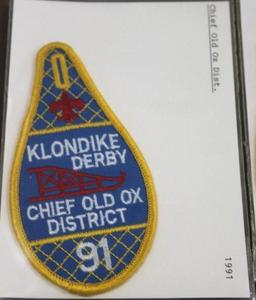 KLONDIKE
DERBY
CHIEF OLD OX
DISTRICT
91
Chief Old Ox Dist.
1991